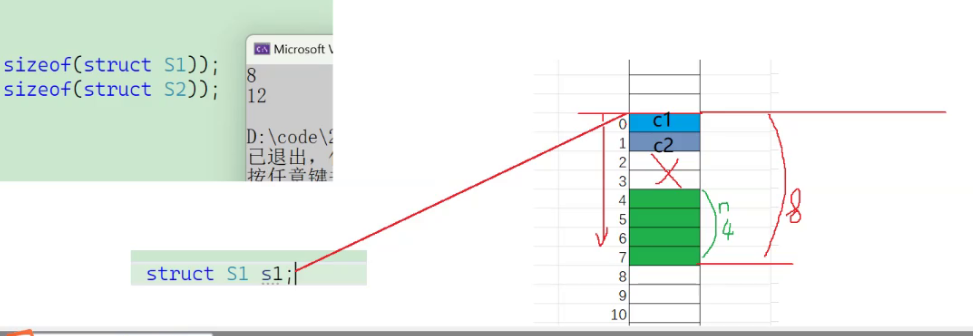 sizeof(struct S1));
sizeof(struct S2));
Microsoft
8
12
D:\code\2
已退出,
按任意键
struct S1 s1;
0
c1
1
c2
2
3
4
5
6
7
8
9
10
n
4
8